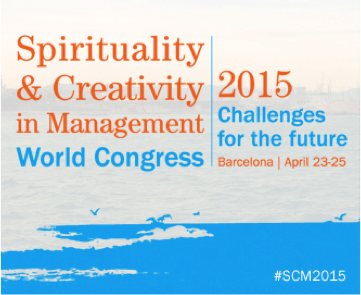 Spirituality
& Creativity
in Management
World Congress
2015
Challenges
for the future
Barcelona | April 23-25
#SCM2015